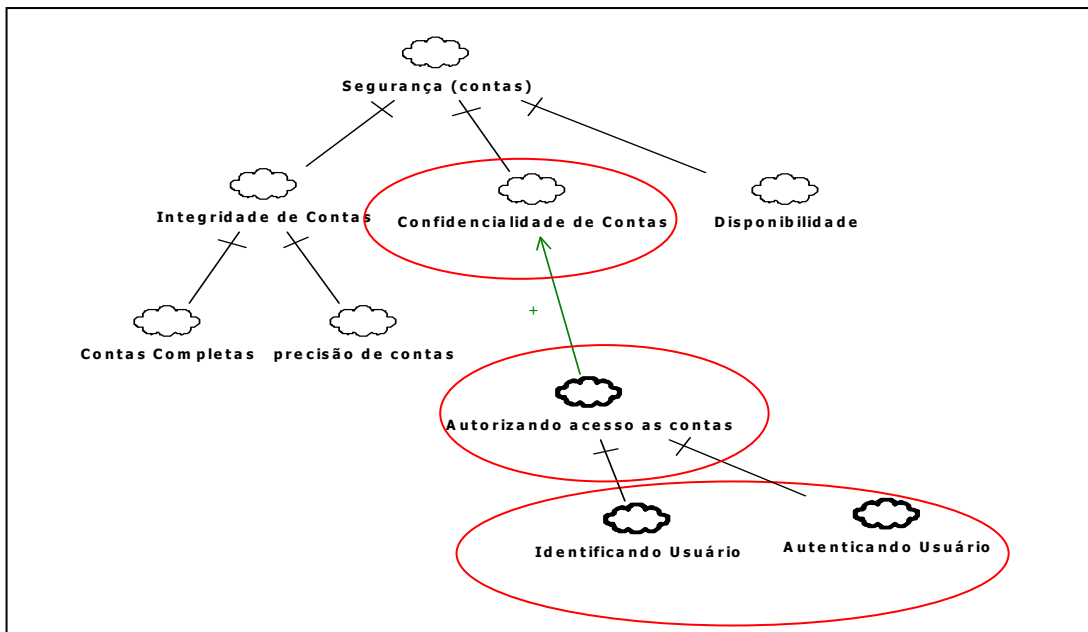 Segurança (contas)
Integridade de Contas
Confidencialidade de Contas
Disponibilidade
+
Contas Completas
precisão de contas
Autorizando acesso as contas
Identificando Usuário
Autenticando Usuário